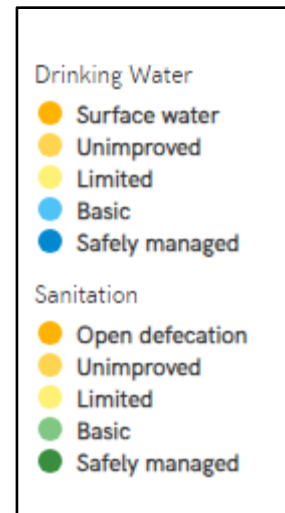 Drinking Water
Surface water
Unimproved
Limited
Basic
Safely managed
Sanitation
Open defecation
Unimproved
Limited
Basic
Safely managed